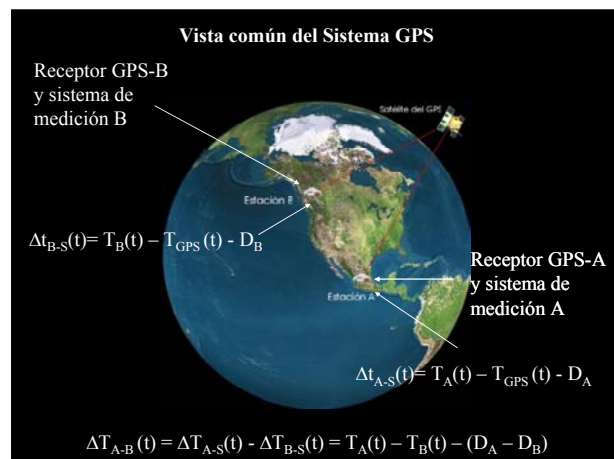 Vista común del Sistema GPS
Receptor GPS-B
y sistema de
medición B
Satélite del GPS
Estación B
Δt_B-S(t)= T_B(t) – T_GPS (t) - D_B
Receptor GPS-A
y sistema de
medición A
Estación A
Δt_A-S(t)= T_A(t) – T_GPS (t) - D_A
ΔT_A-B (t) = ΔT_A-S(t) - ΔT_B-S(t) = T_A(t) – T_B(t) – (D_A – D_B)